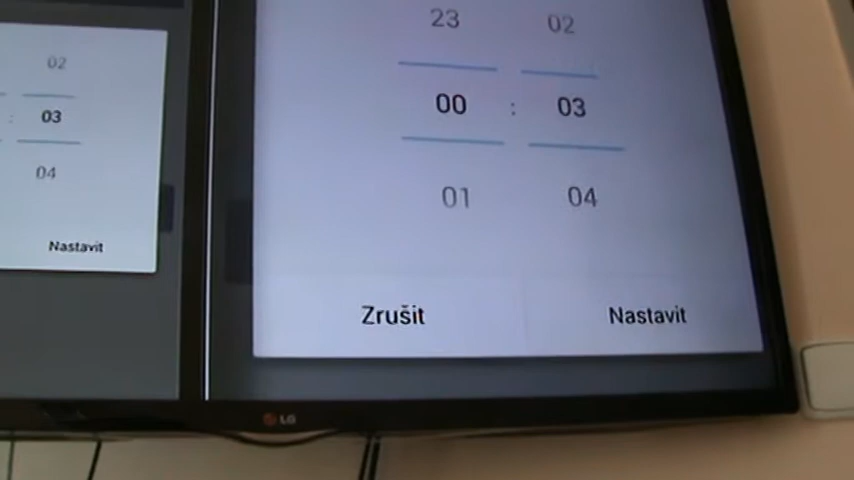 02
: 03
04
Nastavit
23 02
00 : 03
01 04
Zrušit Nastavit
LG